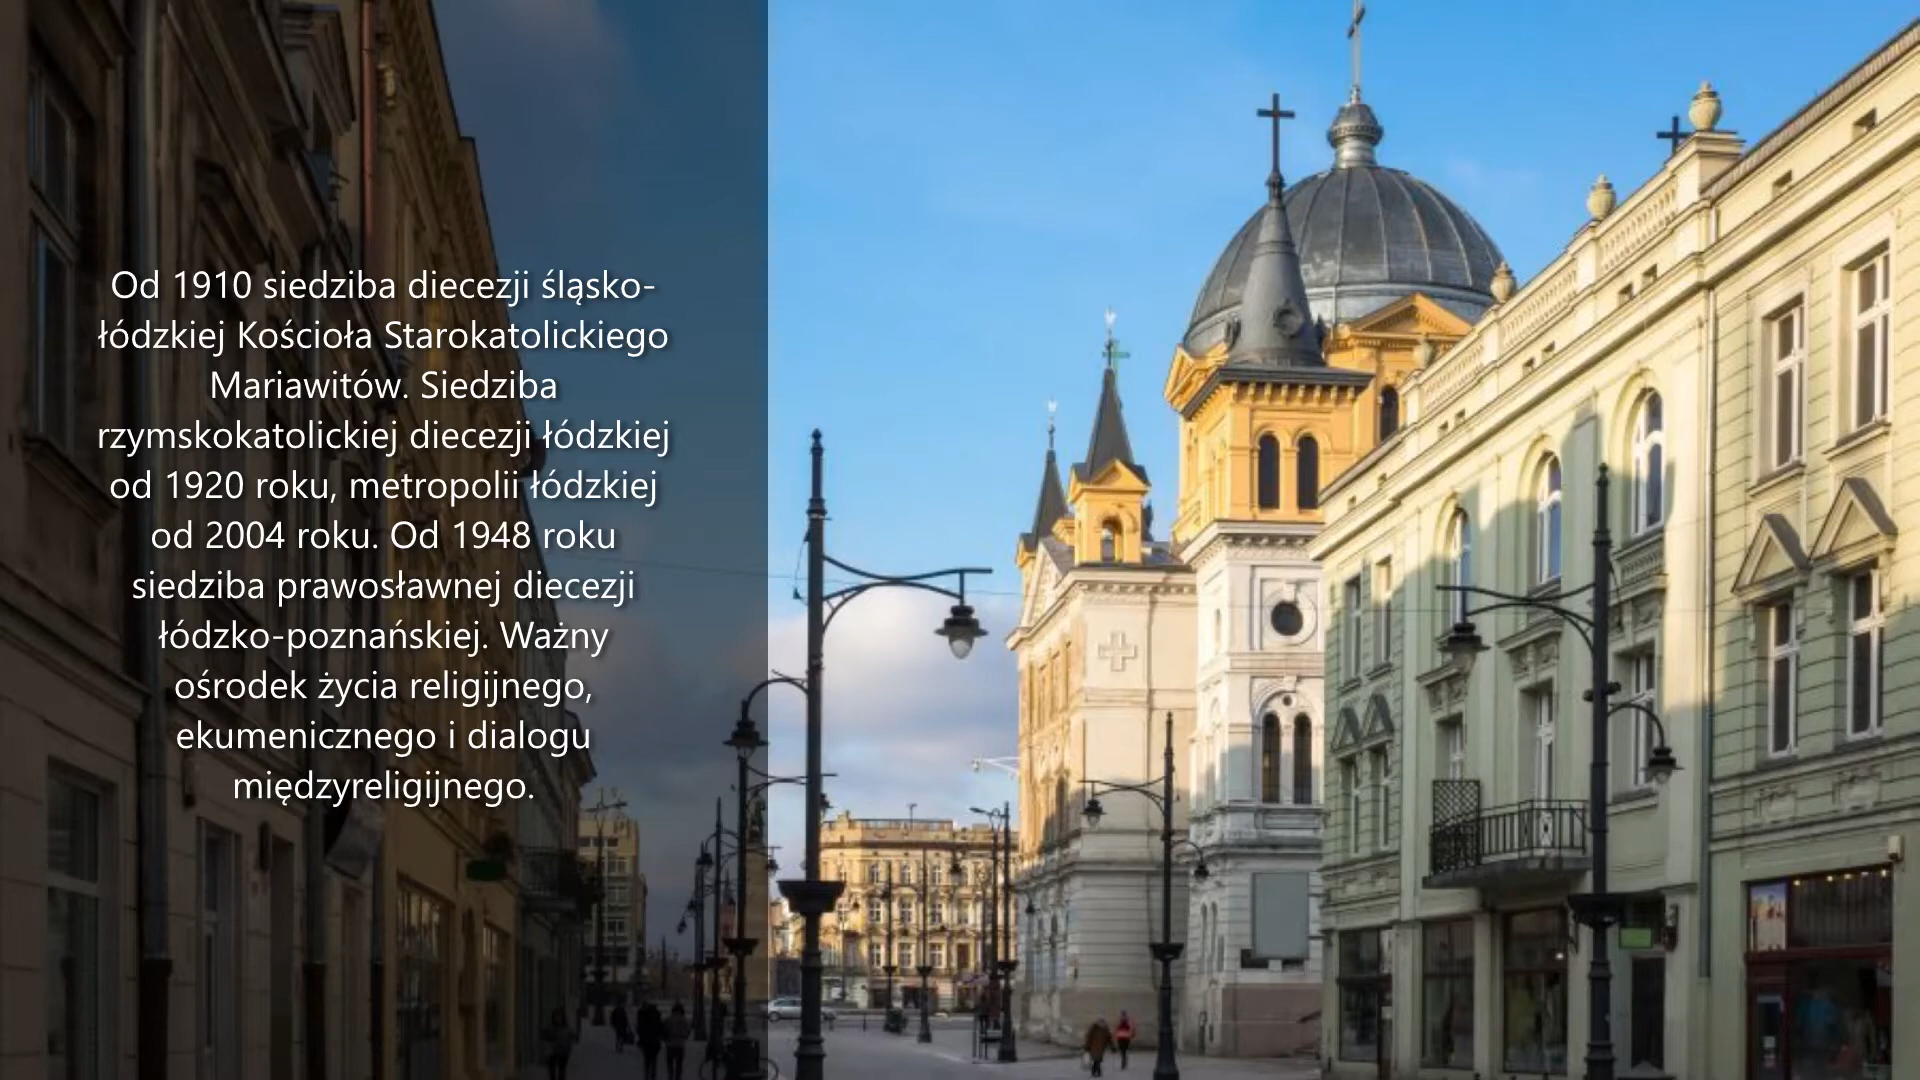 Od 1910 siedziba diecezji śląsko-
łódzkiej Kościoła Starokatolickiego
Mariawitów. Siedziba
rzymskokatolickiej diecezji łódzkiej
od 1920 roku, metropolii łódzkiej
od 2004 roku. Od 1948 roku
siedziba prawosławnej diecezji
łódzko-poznańskiej. Ważny
ośrodek życia religijnego,
ekumenicznego i dialogu
międzyreligijnego.